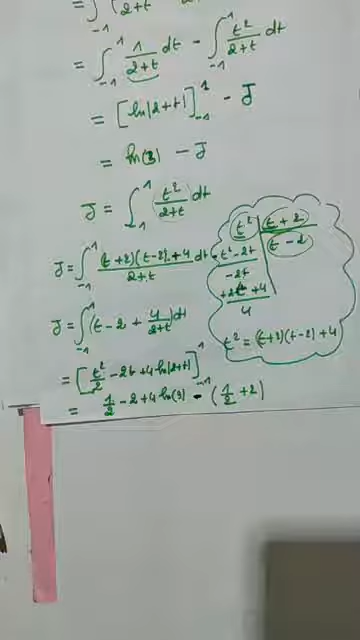 = ∫₋₁¹ 1/(2+t) dt - ∫₋₁¹ t²/(2+t) dt
= [ln|2+t|]₋₁¹ - J
= ln(3) - J
J = ∫₋₁¹ t²/(2+t) dt
J = ∫₋₁¹ ((t+2)(t-2)+4)/(2+t) dt
J = ∫₋₁¹ (t - 2 + 4/(2+t)) dt
= [t²/2 - 2t + 4 ln|2+t|]₋₁¹
= 1/2 - 2 + 4 ln(3) - (1/2 + 2)
t² | t + 2
- t² - 2t | t - 2
-2t
+2t + 4
4
t² = (t+2)(t-2) + 4